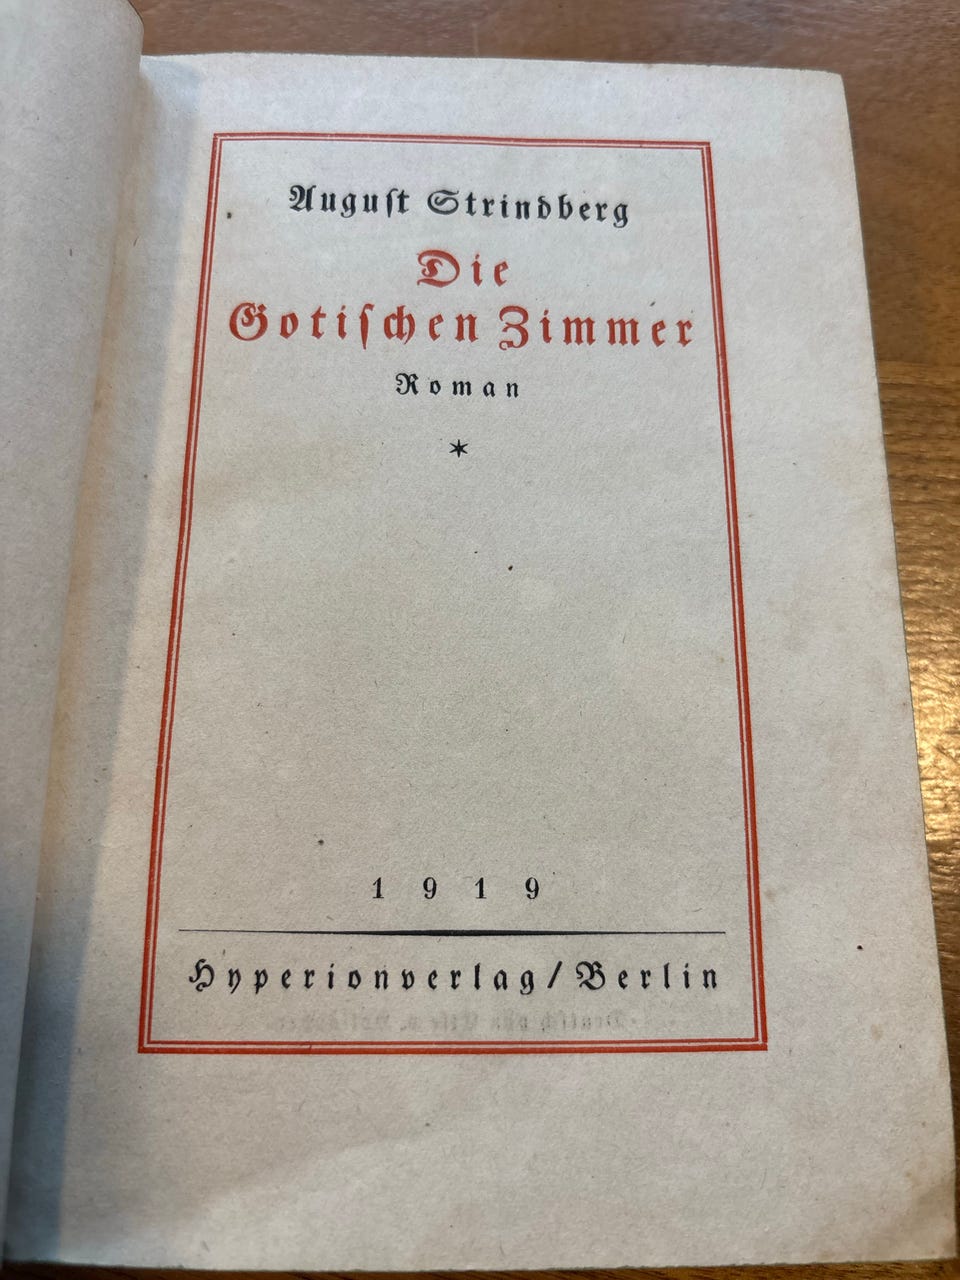 Auguſt Strindberg
Die
Gotiſchen Zimmer
Roman
*
1919
Hyperionverlag/Berlin